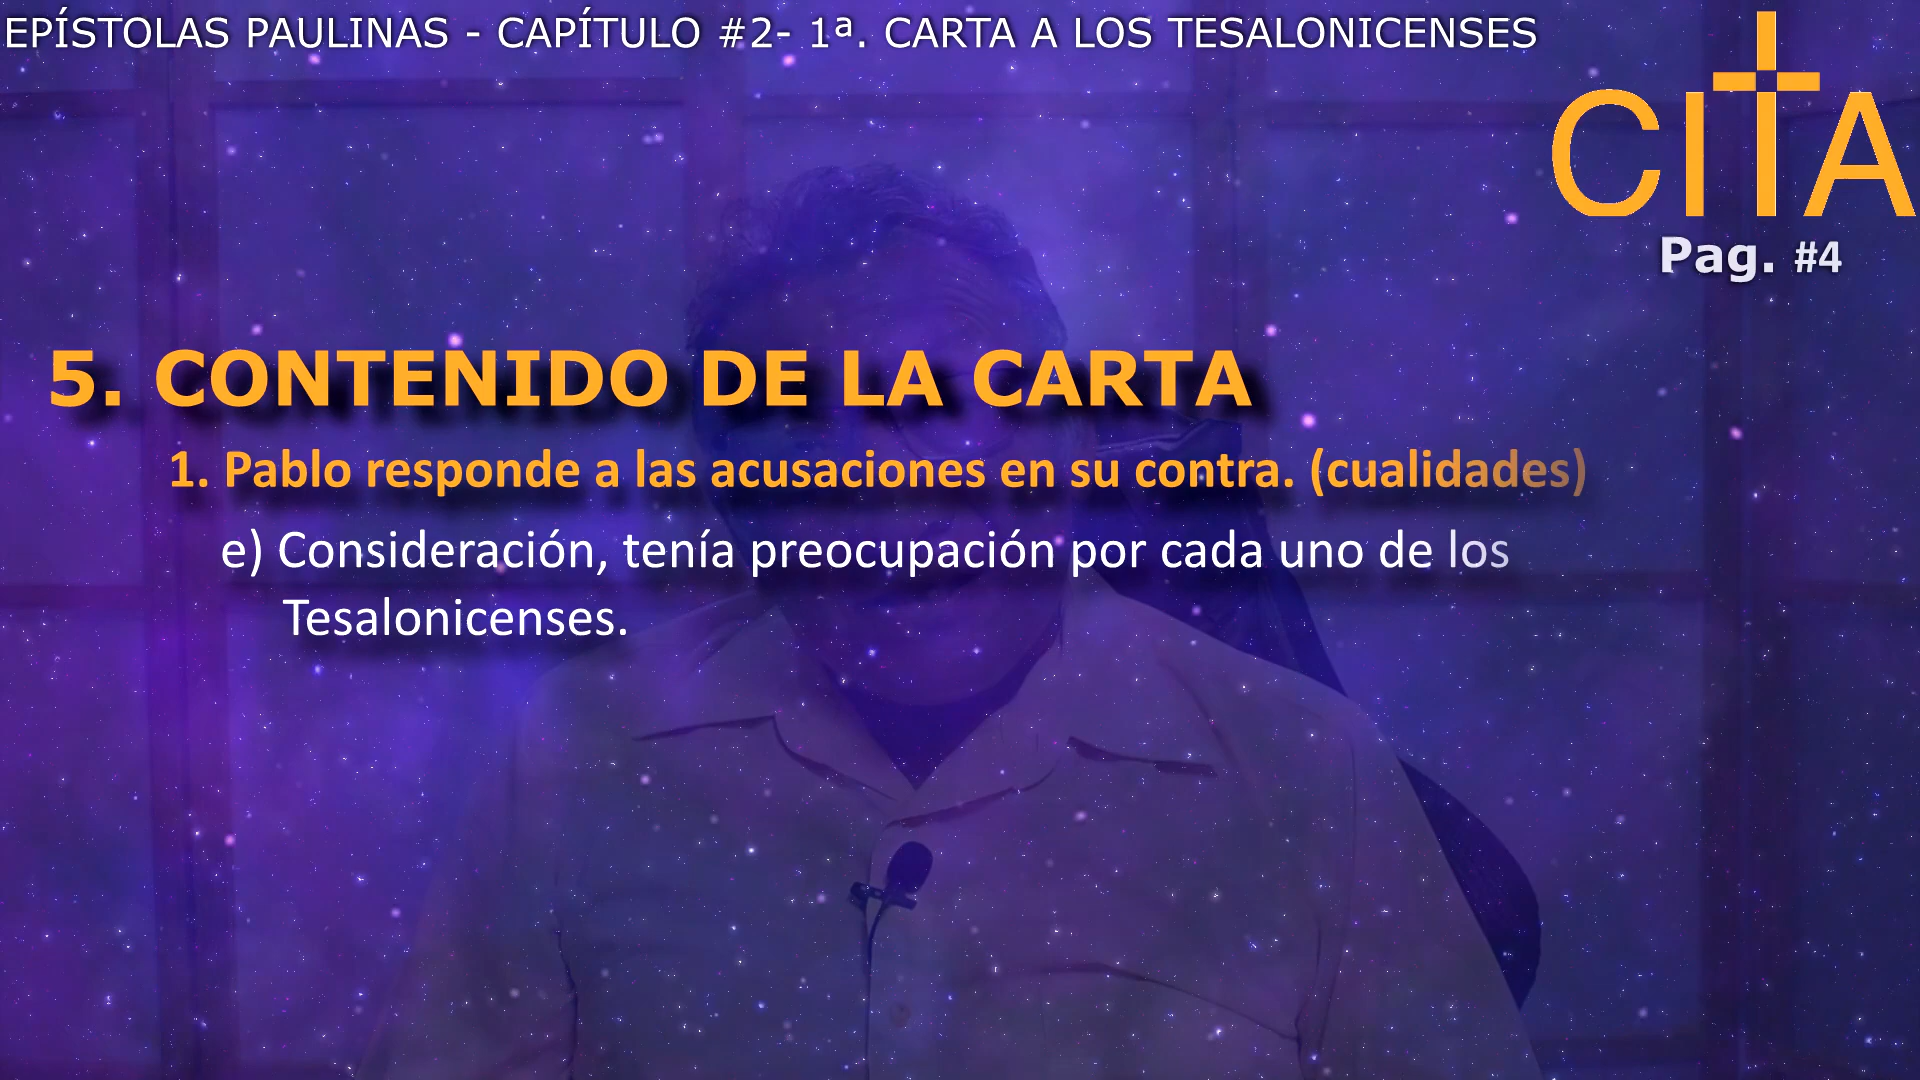 EPÍSTOLAS PAULINAS - CAPÍTULO #2- 1ª. CARTA A LOS TESALONICENSES
CITA
Pag. #4
5. CONTENIDO DE LA CARTA
1. Pablo responde a las acusaciones en su contra. (cualidades)
e) Consideración, tenía preocupación por cada uno de los
Tesalonicenses.